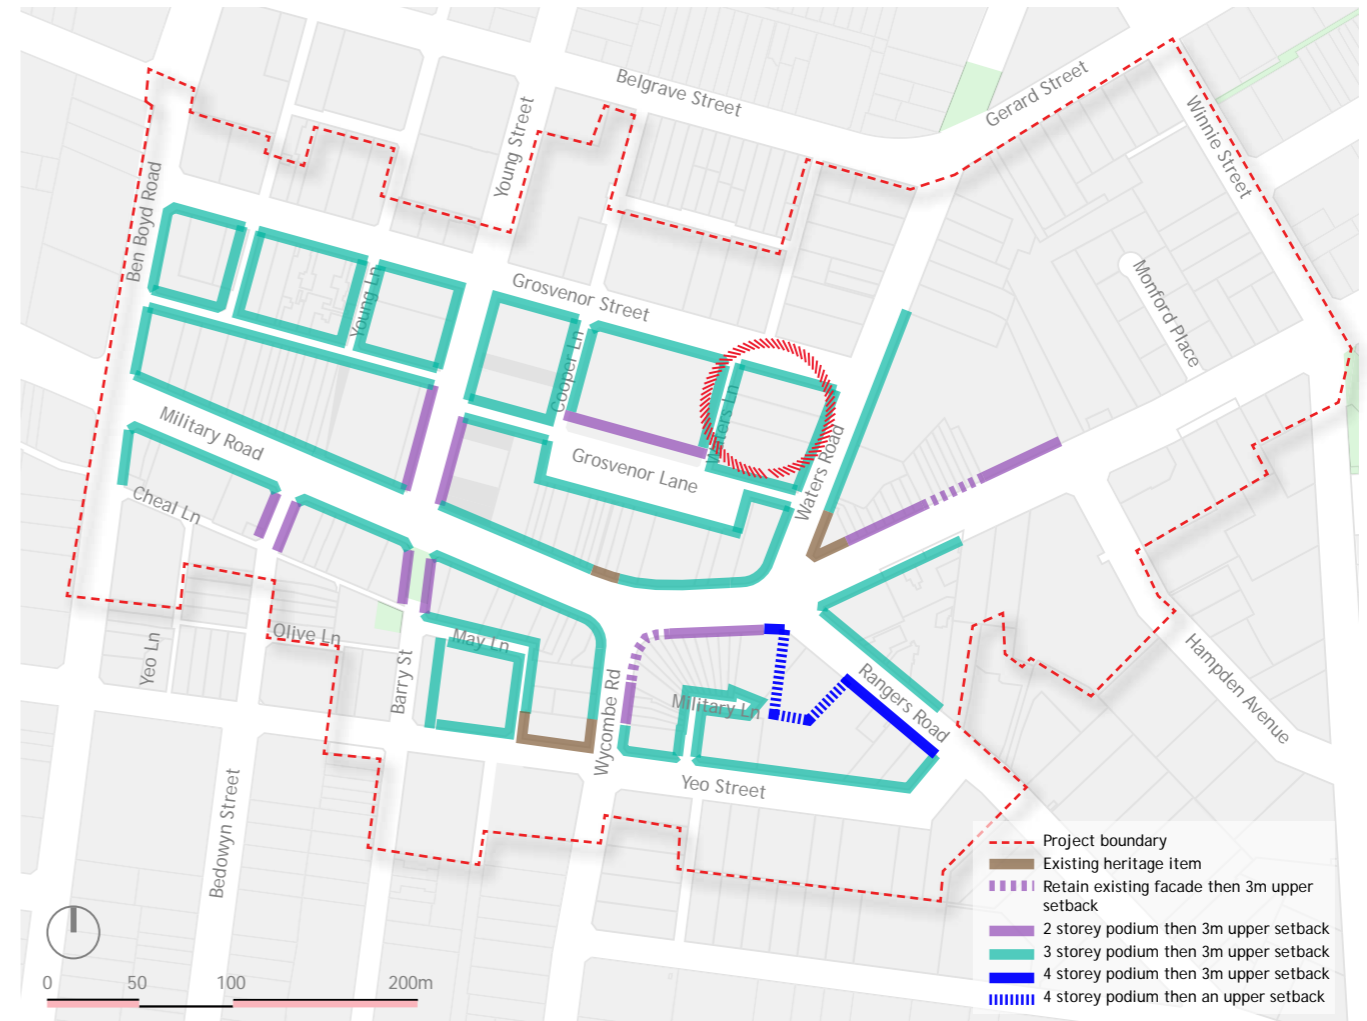 Belgrave Street
Gerard Street
Young Street
Winnie Street
Ben Boyd Road
Monford Place
Grosvenor Street
Young Ln
Cooper Ln
Waters Ln
Military Road
Grosvenor Lane
Waters Road
Cheal Ln
Olive Ln
May Ln
Yeo Ln
Barry St
Hampden Avenue
Rangers Road
Military Ln
Wycombe Rd
Yeo Street
Bedowyn Street
Project boundary
Existing heritage item
Retain existing facade then 3m upper
setback
2 storey podium then 3m upper setback
3 storey podium then 3m upper setback
4 storey podium then 3m upper setback
4 storey podium then an upper setback
0 50 100 200m